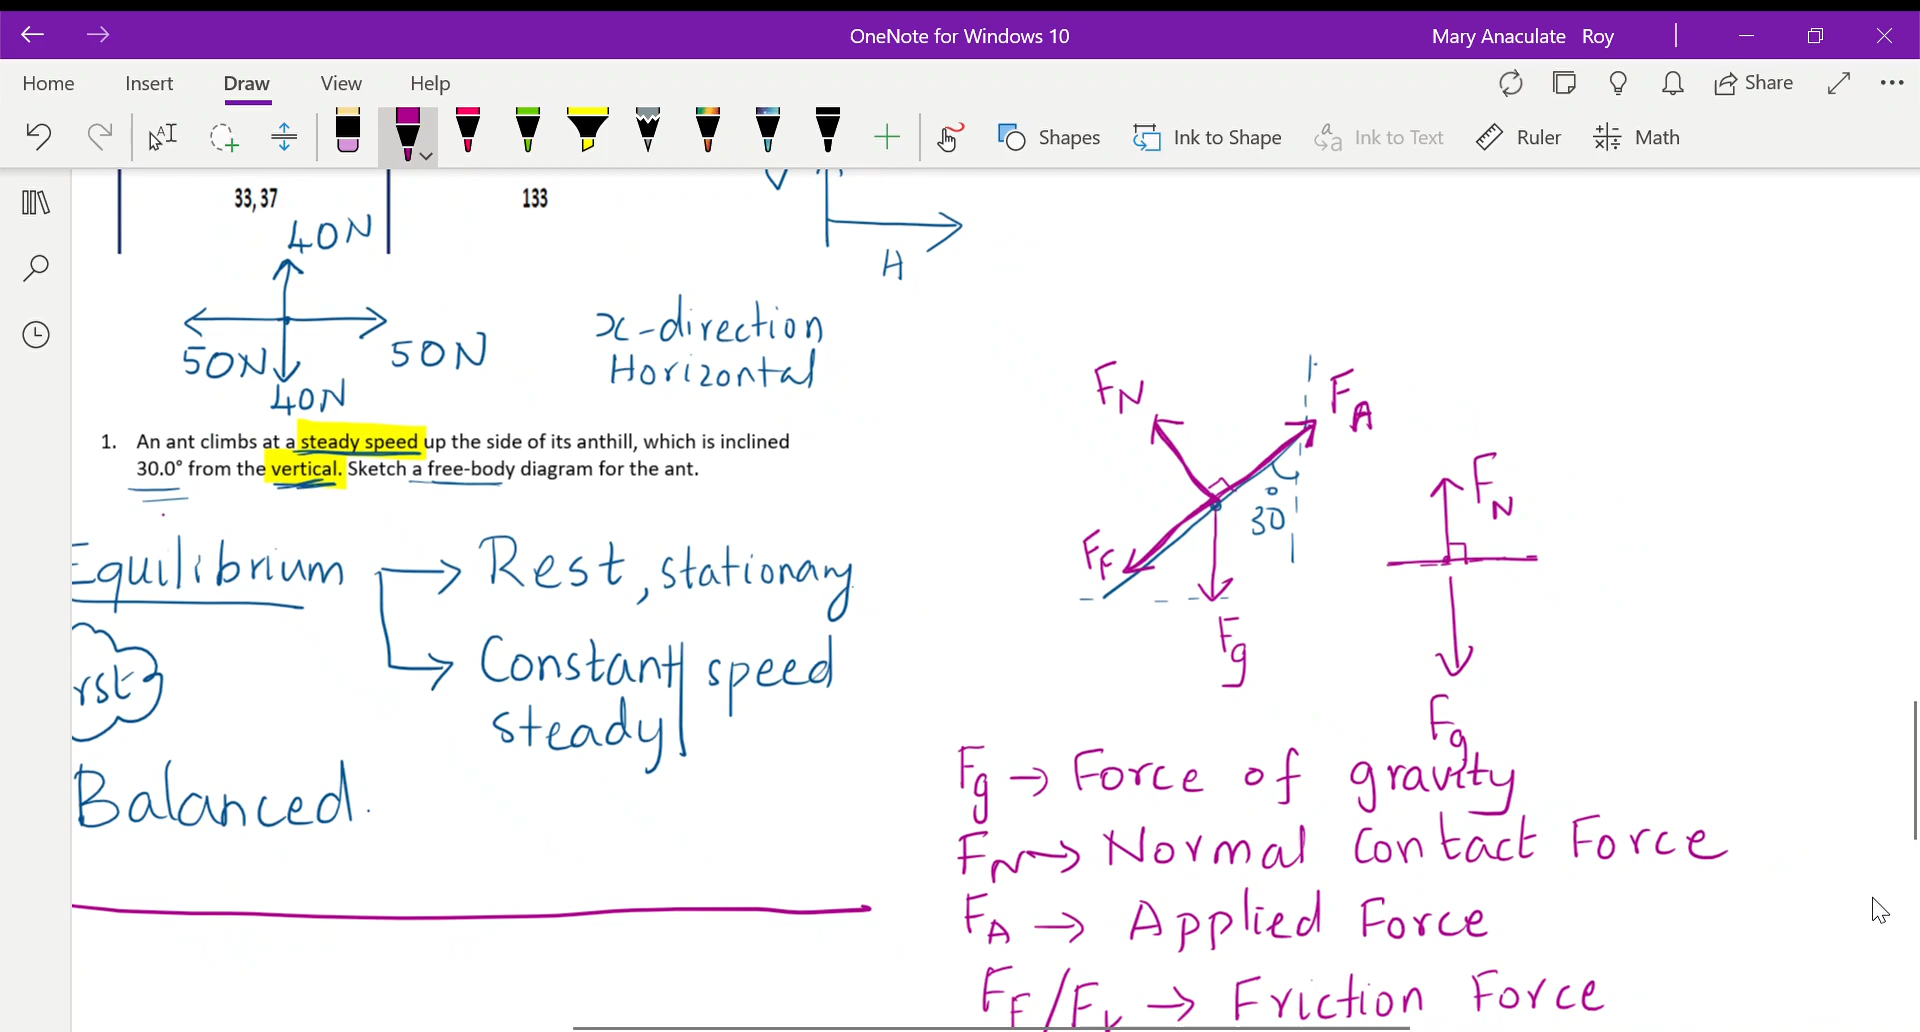 OneNote for Windows 10
Mary Anaculate Roy
Home Insert Draw View Help
Share
Shapes Ink to Shape Ink to Text Ruler Math
33, 37 133
V
H
40N
50N 50N
40N
x-direction
Horizontal
1. An ant climbs at a steady speed up the side of its anthill, which is inclined
30.0° from the vertical. Sketch a free-body diagram for the ant.
Equilibrium → Rest, stationary
→ Constant speed
steady
Balanced.
FN
FA
30°
FF
Fg
FN
Fg
Fg → Force of gravity
FN → Normal Contact Force
FA → Applied Force
FF/Fk → Friction Force